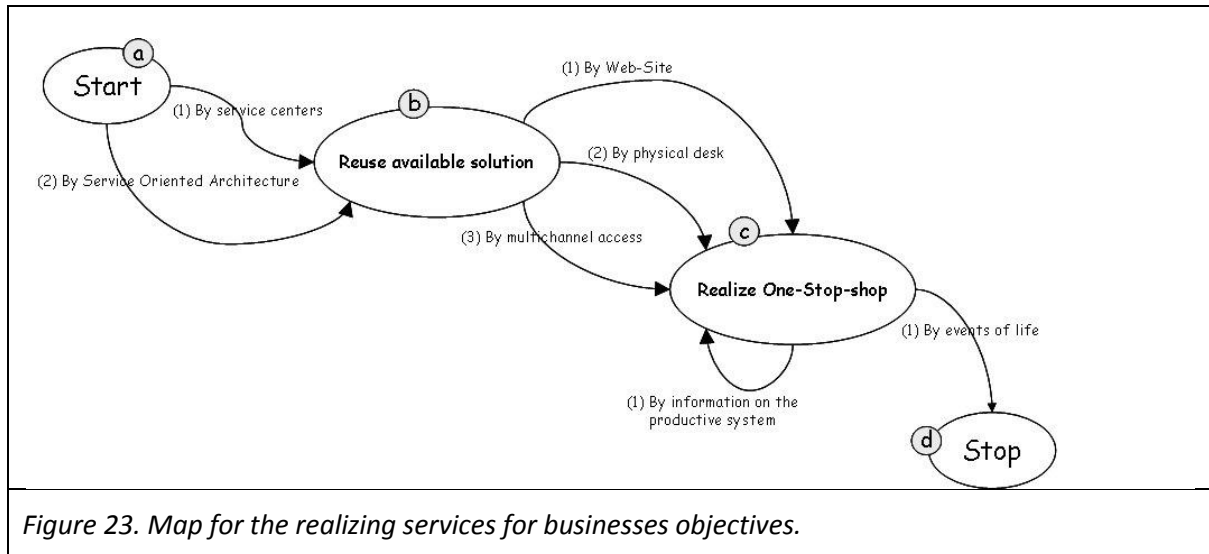 a
Start
(1) By service centers
(2) By Service Oriented Architecture
b
Reuse available solution
(1) By Web-Site
(2) By physical desk
(3) By multichannel access
c
Realize One-Stop-shop
(1) By events of life
(1) By information on the
productive system
d
Stop
Figure 23. Map for the realizing services for businesses objectives.